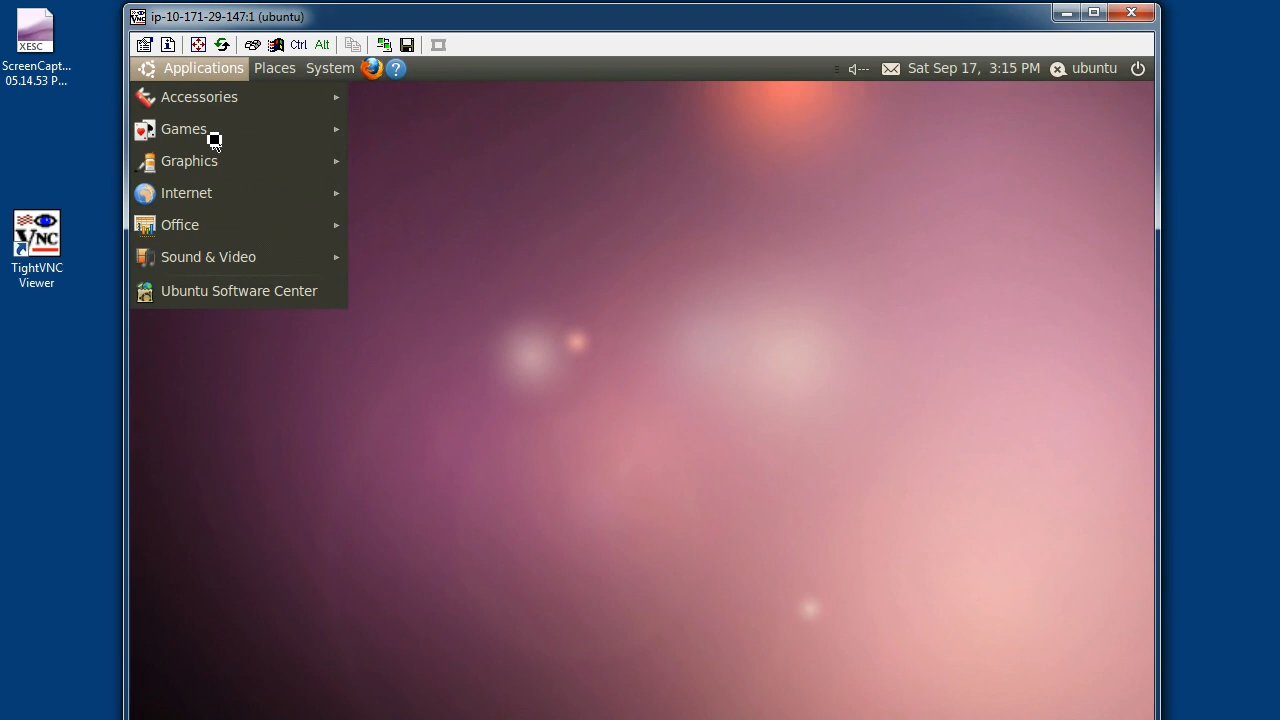 XESC
ScreenCapt...
05.14.53 P...
VNC
TightVNC
Viewer
ip-10-171-29-147:1 (ubuntu)
Ctrl Alt
Applications Places System ? Sat Sep 17, 3:15 PM ubuntu
Accessories
Games
Graphics
Internet
Office
Sound & Video
Ubuntu Software Center